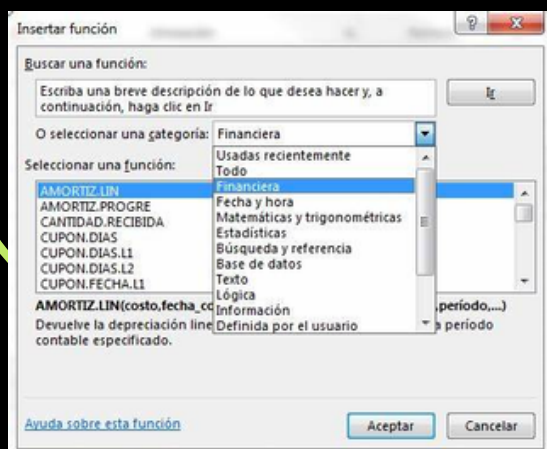 Insertar función
Buscar una función:
Escriba una breve descripción de lo que desea hacer y, a
continuación, haga clic en Ir
Ir
O seleccionar una categoría: Financiera
Usadas recientemente
Todo
Financiera
Fecha y hora
Matemáticas y trigonométricas
Estadísticas
Búsqueda y referencia
Base de datos
Texto
Lógica
Información
Definida por el usuario
Seleccionar una función:
AMORTIZ.LIN
AMORTIZ.PROGRE
CANTIDAD.RECIBIDA
CUPON.DIAS
CUPON.DIAS.L1
CUPON.DIAS.L2
CUPON.FECHA.L1
AMORTIZ.LIN(costo,fecha_co ,período,...)
Devuelve la depreciación line a período
contable especificado.
Ayuda sobre esta función
Aceptar
Cancelar